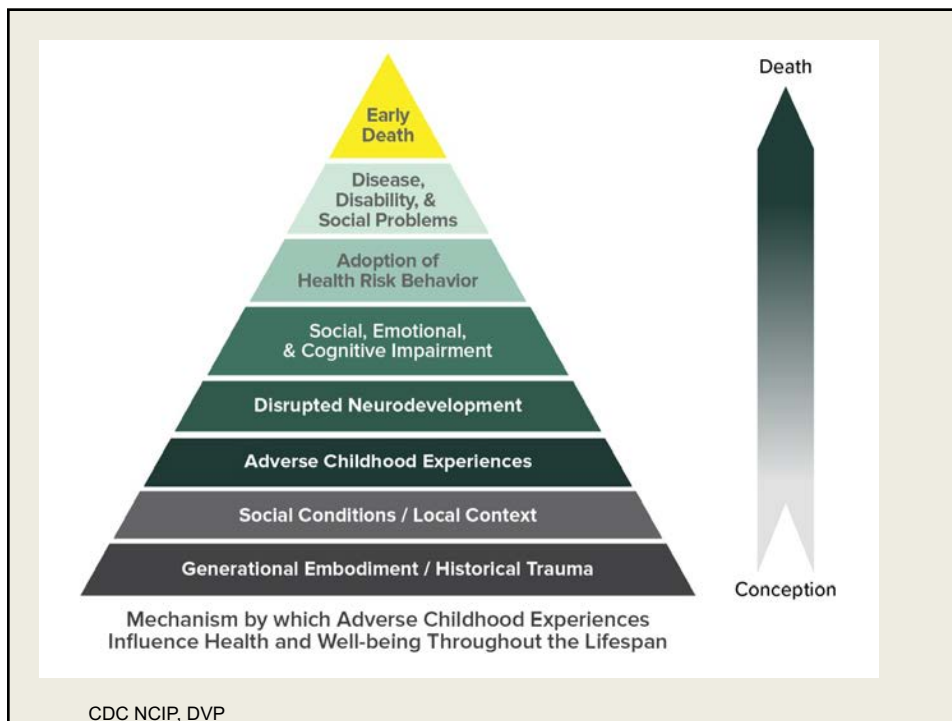 Early
Death
Disease,
Disability, &
Social Problems
Adoption of
Health Risk Behavior
Social, Emotional,
& Cognitive Impairment
Disrupted Neurodevelopment
Adverse Childhood Experiences
Social Conditions / Local Context
Generational Embodiment / Historical Trauma
Mechanism by which Adverse Childhood Experiences
Influence Health and Well-being Throughout the Lifespan
Death
Conception
CDC NCIP, DVP